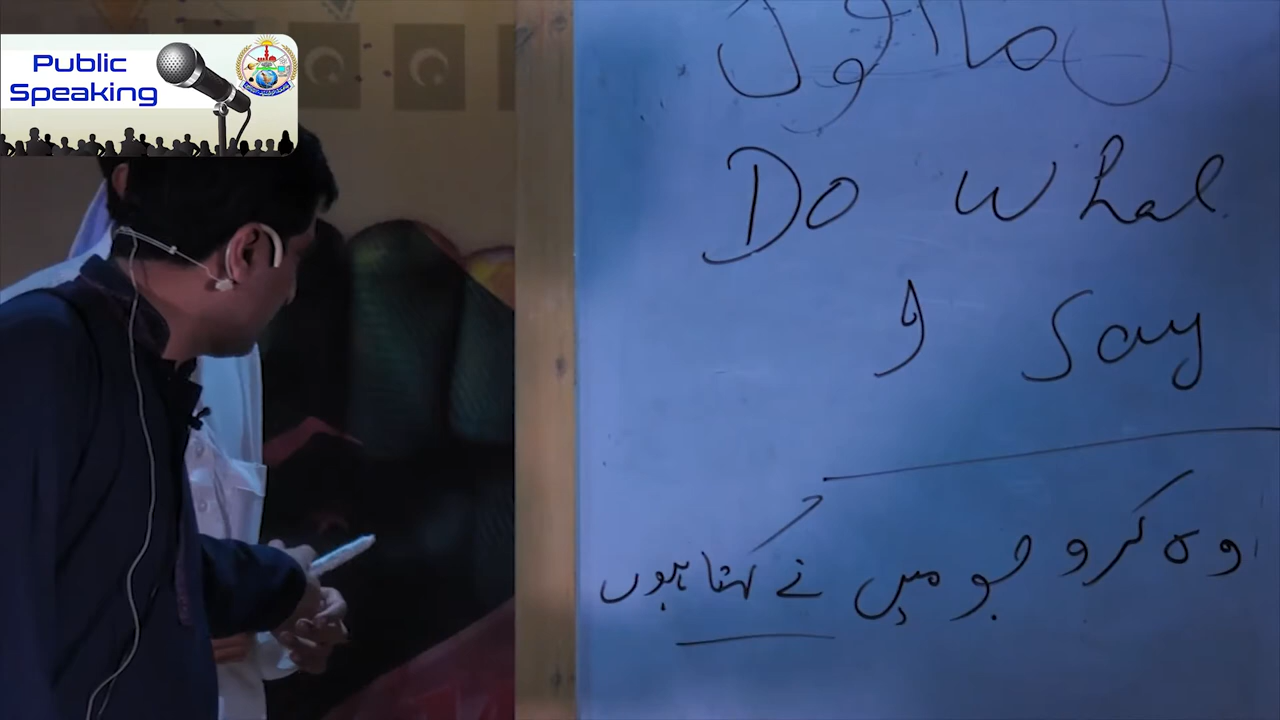 Public
Speaking
Do What
I Say
وہ کرو جو میں نے کہتا ہوں